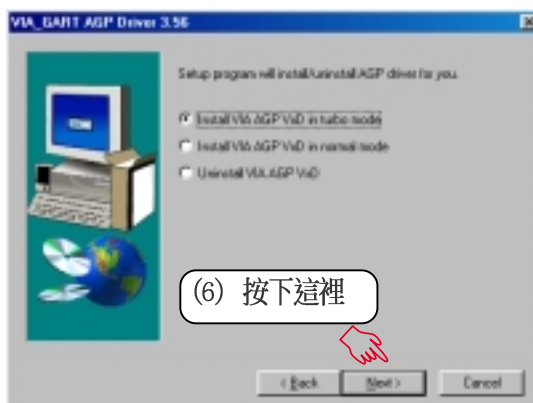 VIA_GART AGP Driver 3.56
Setup program will install/uninstall AGP driver for you.
Install VIA AGP VxD in turbo mode
Install VIA AGP VxD in normal mode
Uninstall VIA AGP VxD
(6) 按下這裡
< Back
Next >
Cancel